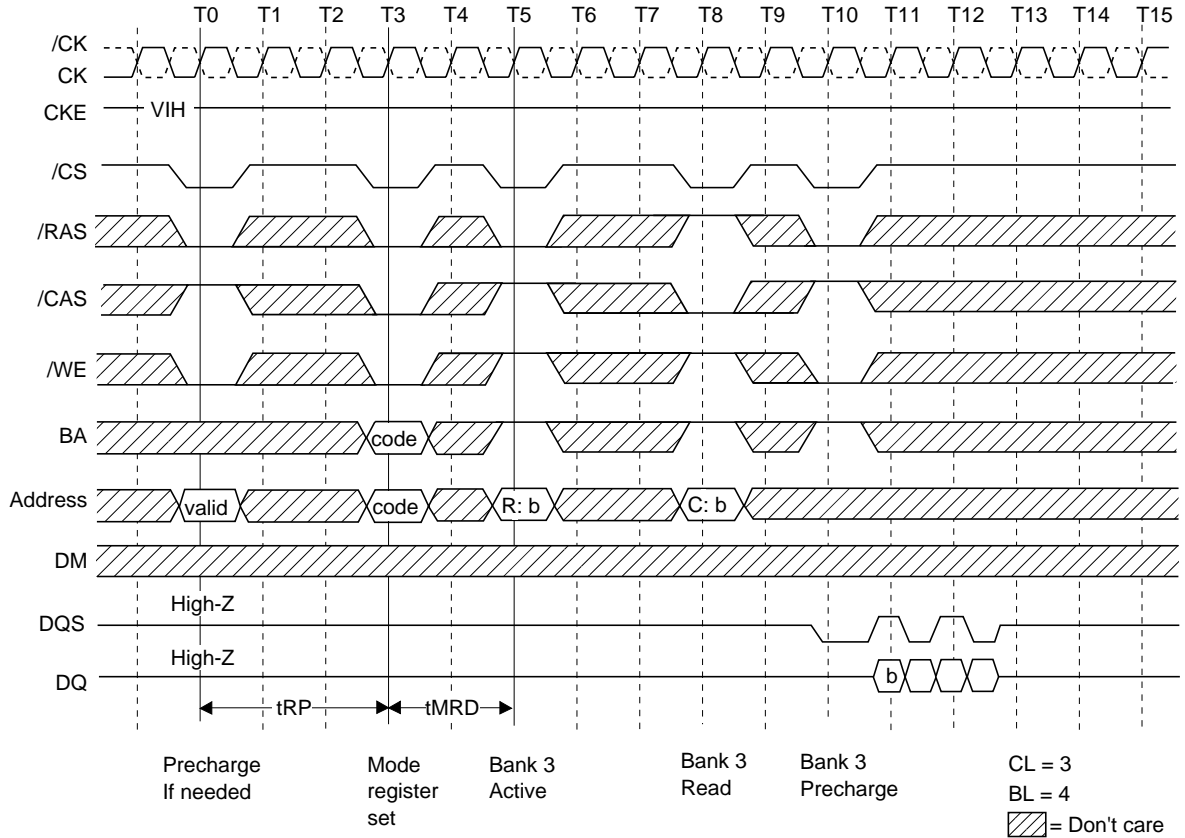 T0 T1 T2 T3 T4 T5 T6 T7 T8 T9 T10 T11 T12 T13 T14 T15
/CK
CK
CKE VIH
/CS
/RAS
/CAS
/WE
BA code
Address valid code R: b C: b
DM
High-Z
DQS
High-Z
DQ b
tRP tMRD
Precharge
If needed
Mode
register
set
Bank 3
Active
Bank 3
Read
Bank 3
Precharge
CL = 3
BL = 4
= Don't care